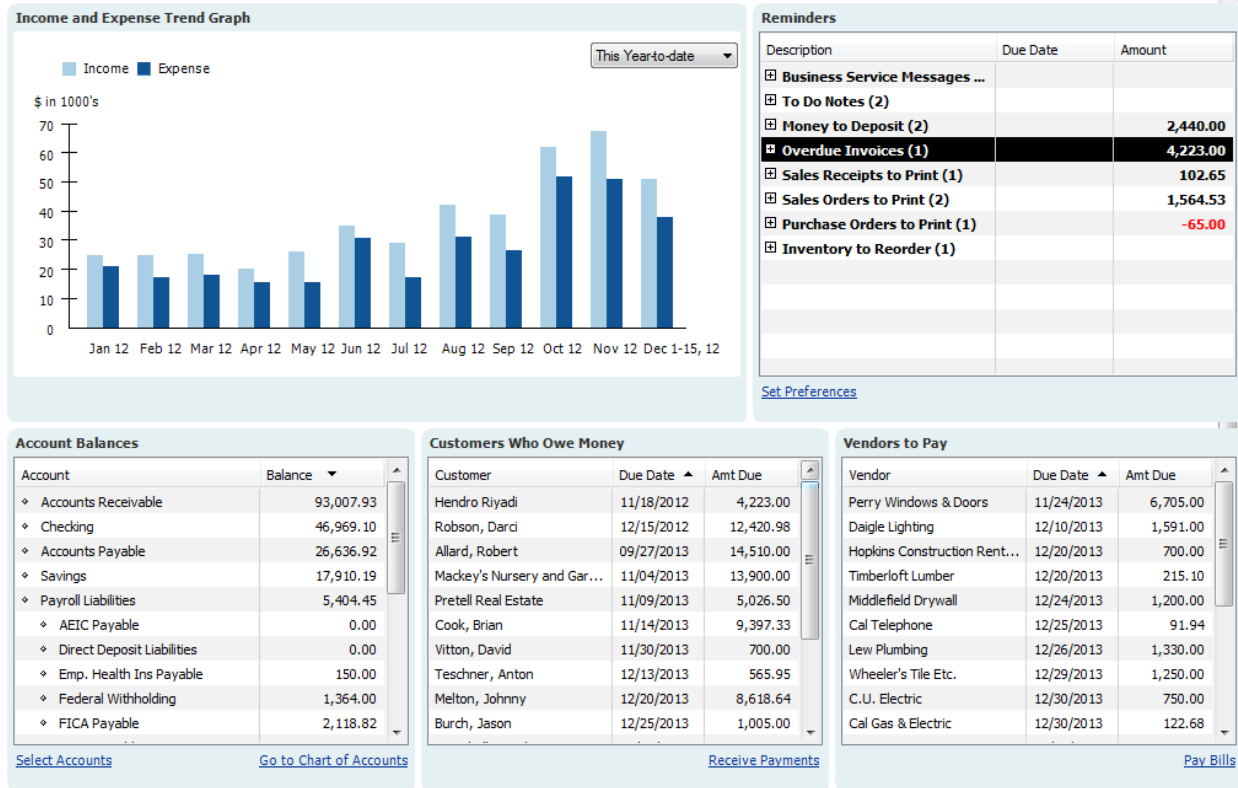 Income and Expense Trend Graph
This Year-to-date
Income Expense
$ in 1000's
70
60
50
40
30
20
10
0
Jan 12 Feb 12 Mar 12 Apr 12 May 12 Jun 12 Jul 12 Aug 12 Sep 12 Oct 12 Nov 12 Dec 1-15, 12
Reminders
Description Due Date Amount
Business Service Messages ...
To Do Notes (2)
Money to Deposit (2) 2,440.00
Overdue Invoices (1) 4,223.00
Sales Receipts to Print (1) 102.65
Sales Orders to Print (2) 1,564.53
Purchase Orders to Print (1) -65.00
Inventory to Reorder (1)
Set Preferences
Account Balances
Account Balance
Accounts Receivable 93,007.93
Checking 46,969.10
Accounts Payable 26,636.92
Savings 17,910.19
Payroll Liabilities 5,404.45
AEIC Payable 0.00
Direct Deposit Liabilities 0.00
Emp. Health Ins Payable 150.00
Federal Withholding 1,364.00
FICA Payable 2,118.82
Select Accounts Go to Chart of Accounts
Customers Who Owe Money
Customer Due Date Amt Due
Hendro Riyadi 11/18/2012 4,223.00
Robson, Darci 12/15/2012 12,420.98
Allard, Robert 09/27/2013 14,510.00
Mackey's Nursery and Gar... 11/04/2013 13,900.00
Pretell Real Estate 11/09/2013 5,026.50
Cook, Brian 11/14/2013 9,397.33
Vitton, David 11/30/2013 700.00
Teschner, Anton 12/13/2013 565.95
Melton, Johnny 12/20/2013 8,618.64
Burch, Jason 12/25/2013 1,005.00
Receive Payments
Vendors to Pay
Vendor Due Date Amt Due
Perry Windows & Doors 11/24/2013 6,705.00
Daigle Lighting 12/10/2013 1,591.00
Hopkins Construction Rent... 12/20/2013 700.00
Timberloft Lumber 12/20/2013 215.10
Middlefield Drywall 12/24/2013 1,200.00
Cal Telephone 12/25/2013 91.94
Lew Plumbing 12/26/2013 1,330.00
Wheeler's Tile Etc. 12/29/2013 1,250.00
C.U. Electric 12/30/2013 750.00
Cal Gas & Electric 12/30/2013 122.68
Pay Bills